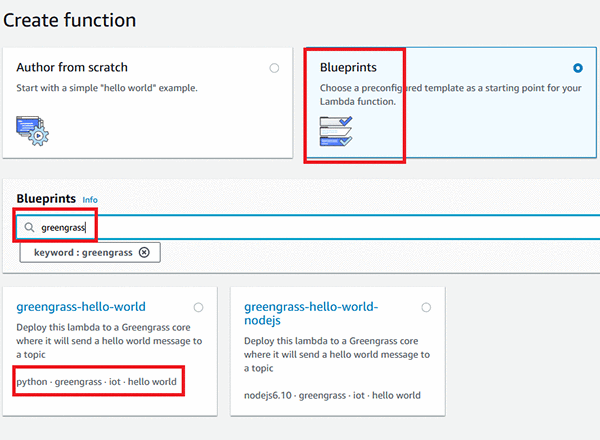 Create function
Author from scratch
Start with a simple "hello world" example.
Blueprints
Choose a preconfigured template as a starting point for your
Lambda function.
Blueprints Info
greengrass
keyword : greengrass
greengrass-hello-world
Deploy this lambda to a Greengrass core
where it will send a hello world message to
a topic
python · greengrass · iot · hello world
greengrass-hello-world-
nodejs
Deploy this lambda to a Greengrass core
where it will send a hello world message to
a topic
nodejs6.10 · greengrass · iot · hello world